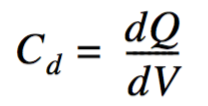 C_d = dQ/dV